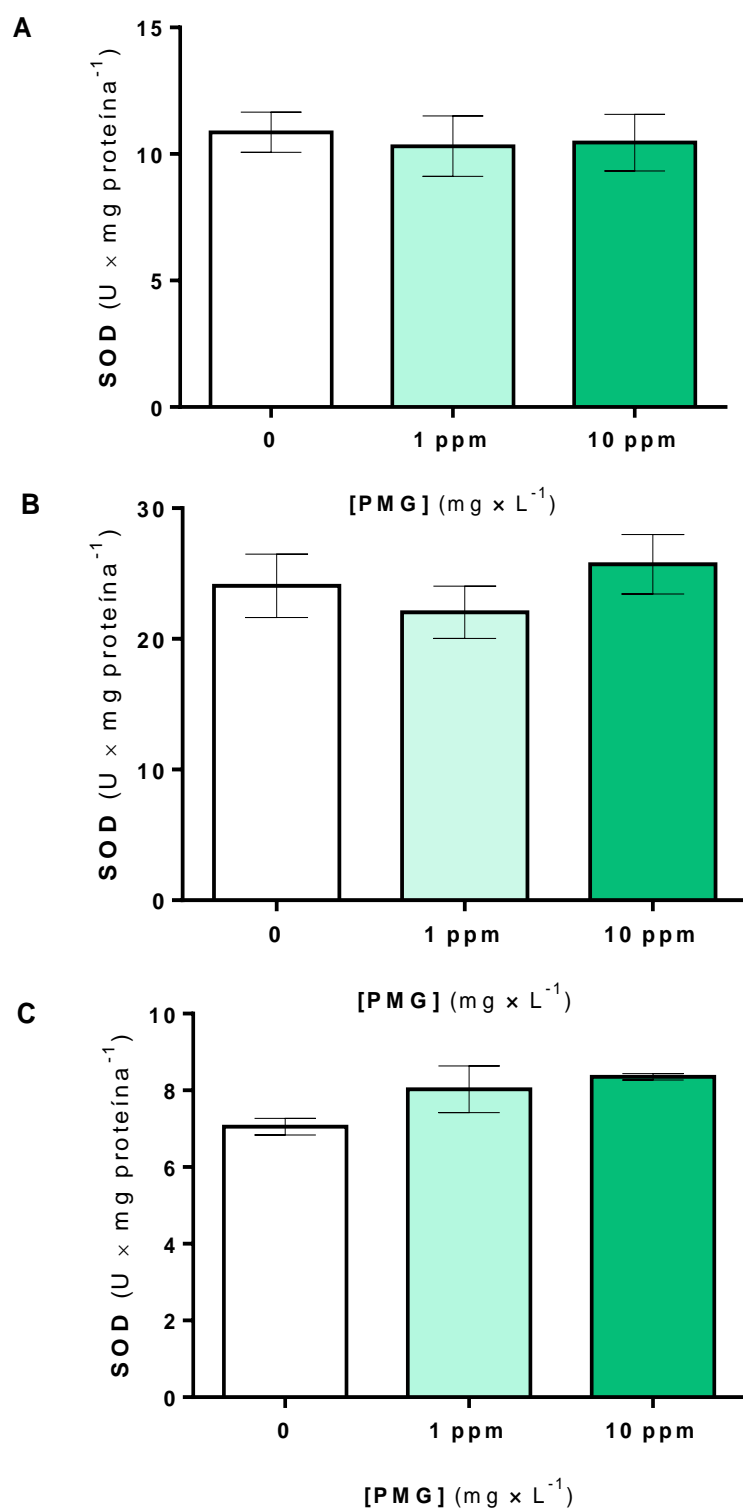 A
SOD (U × mg proteína⁻¹)
15
10
5
0
0 1 ppm 10 ppm
[PMG] (mg × L⁻¹)
B
SOD (U × mg proteína⁻¹)
30
20
10
0
0 1 ppm 10 ppm
[PMG] (mg × L⁻¹)
C
SOD (U × mg proteína⁻¹)
10
8
6
4
2
0
0 1 ppm 10 ppm
[PMG] (mg × L⁻¹)